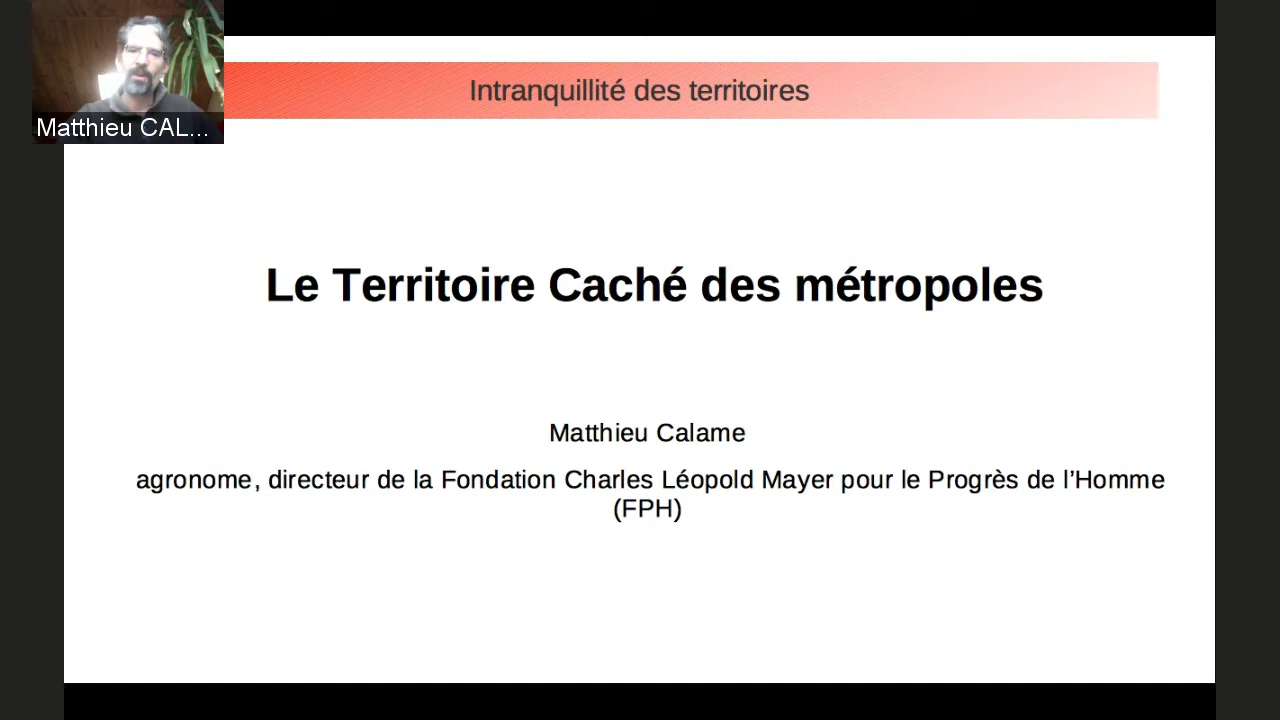 Matthieu CAL...
Intranquillité des territoires
Le Territoire Caché des métropoles
Matthieu Calame
agronome, directeur de la Fondation Charles Léopold Mayer pour le Progrès de l’Homme
(FPH)